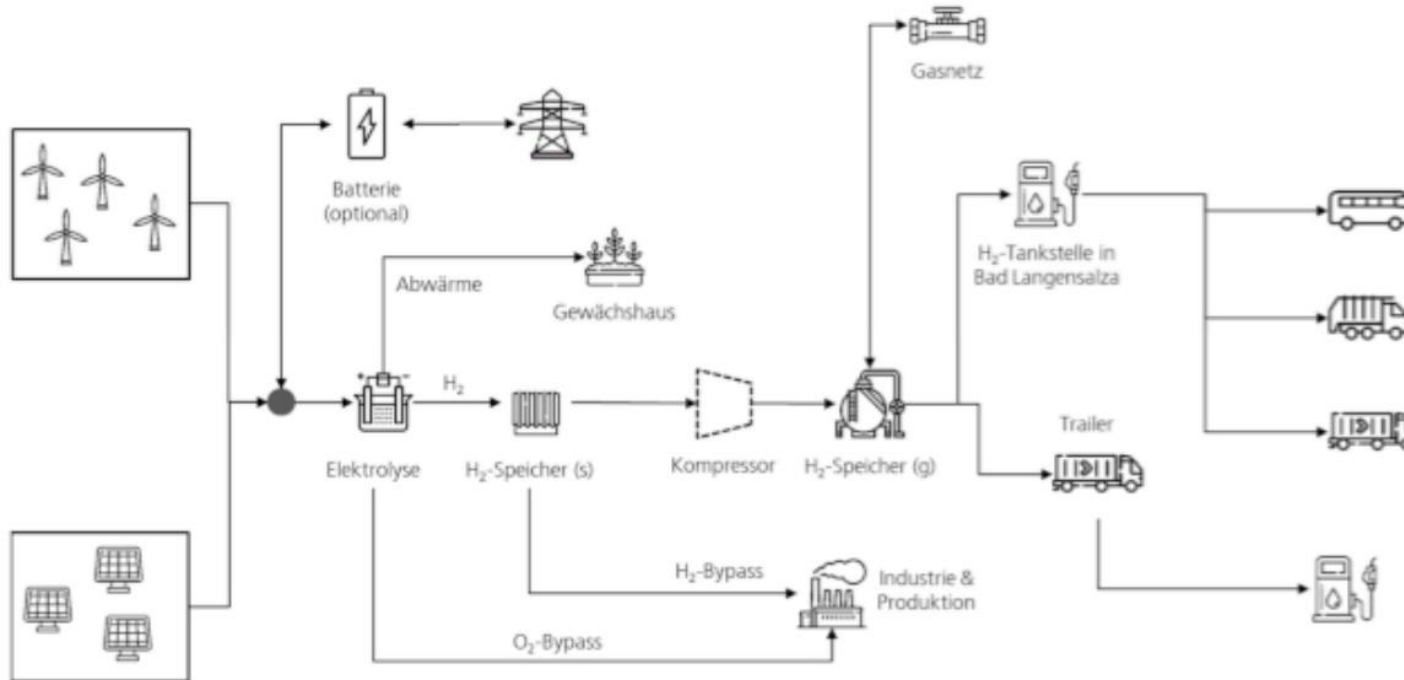 Gasnetz
Batterie
(optional)
H₂-Tankstelle in
Bad Langensalza
Abwärme
Gewächshaus
+ −
H₂
Trailer
Elektrolyse
H₂-Speicher (s)
Kompressor
H₂-Speicher (g)
H₂-Bypass
Industrie &
Produktion
O₂-Bypass